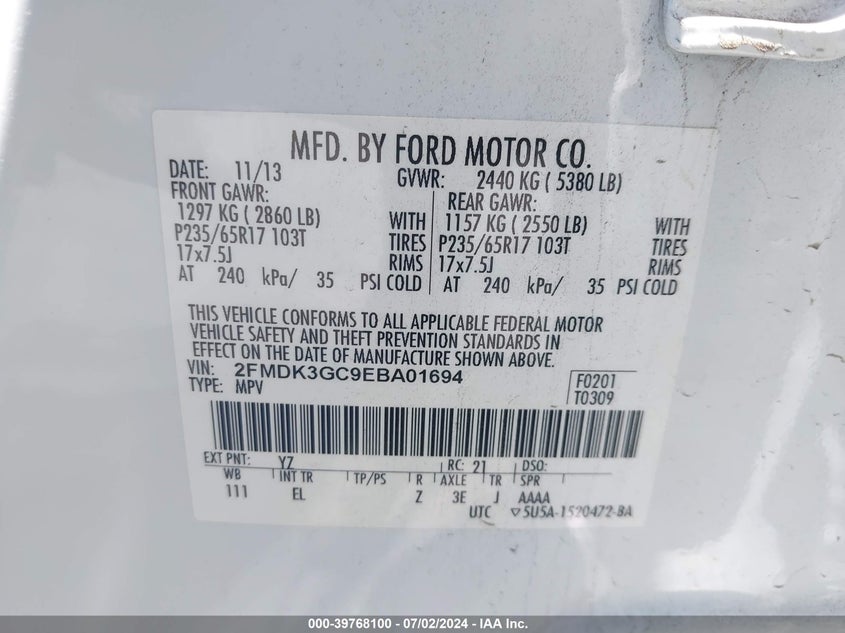 MFD. BY FORD MOTOR CO.
DATE: 11/13 GVWR: 2440 KG ( 5380 LB)
FRONT GAWR: REAR GAWR:
1297 KG ( 2860 LB) WITH 1157 KG ( 2550 LB) WITH
P235/65R17 103T TIRES P235/65R17 103T TIRES
17x7.5J RIMS 17x7.5J RIMS
AT 240 kPa/ 35 PSI COLD AT 240 kPa/ 35 PSI COLD
THIS VEHICLE CONFORMS TO ALL APPLICABLE FEDERAL MOTOR
VEHICLE SAFETY AND THEFT PREVENTION STANDARDS IN
EFFECT ON THE DATE OF MANUFACTURE SHOWN ABOVE.
VIN: 2FMDK3GC9EBA01694 F0201
TYPE: MPV T0309
EXT PNT: YZ RC: 21 DSO:
WB INT TR TP/PS R AXLE TR SPR
111 EL Z 3E J AAAA
UTC ▽5U5A-1520472-BA
000-39768100 - 07/02/2024 - IAA Inc.